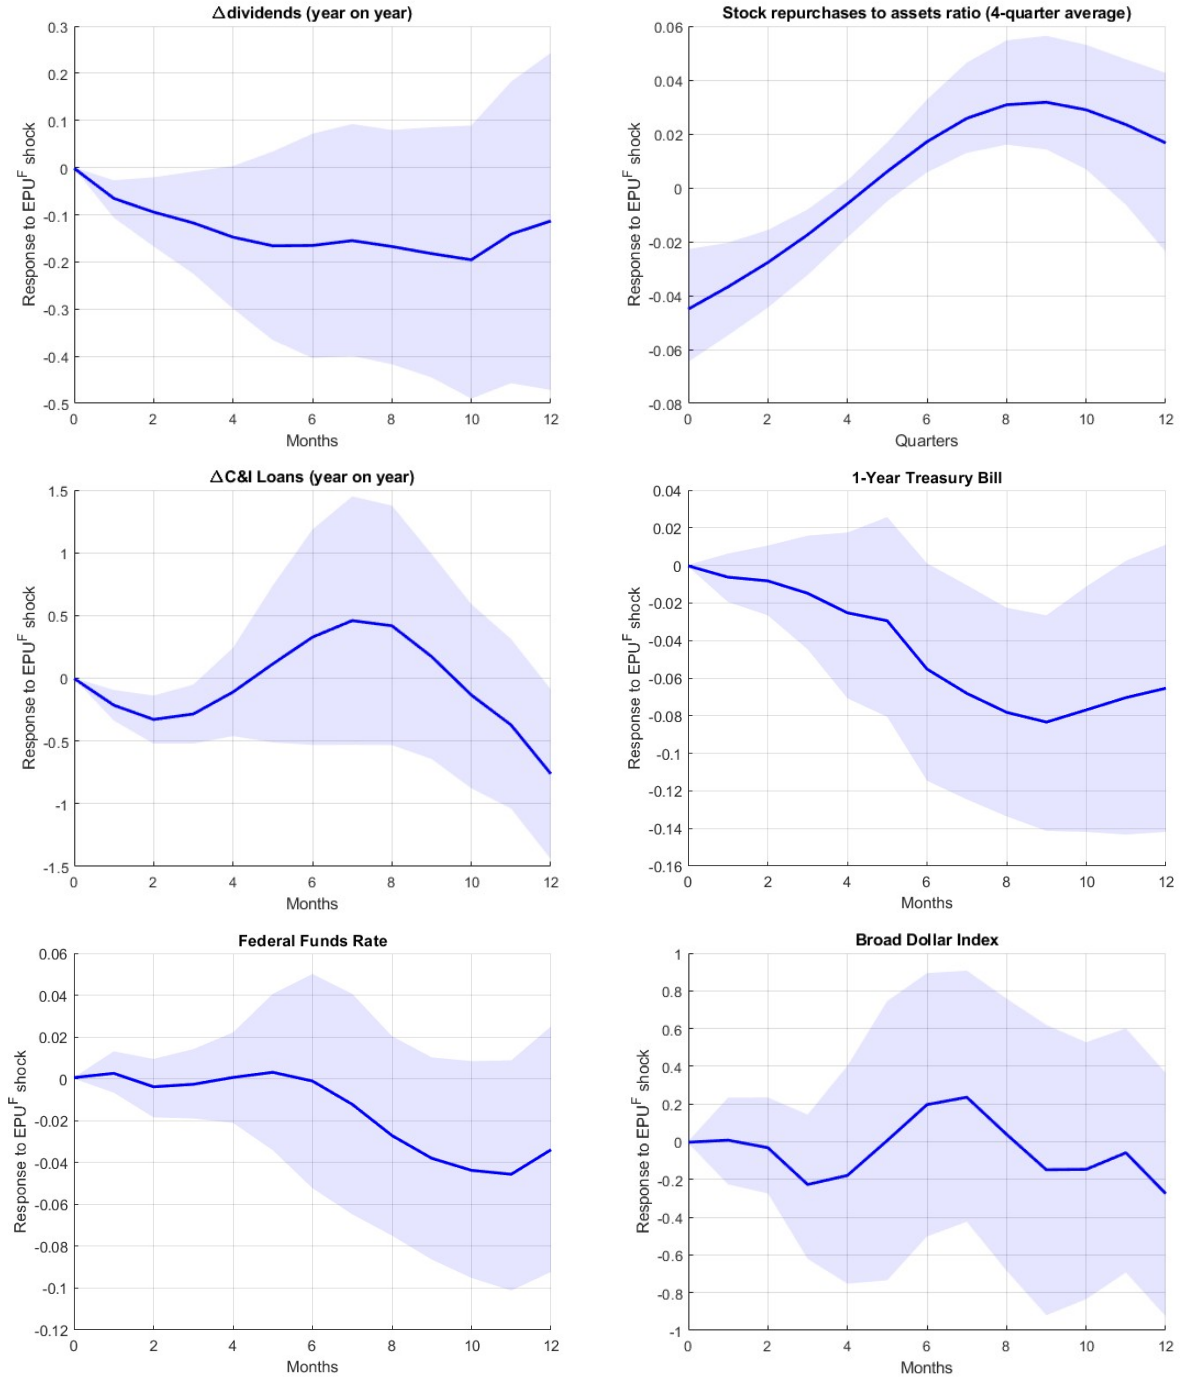 Δdividends (year on year)
0.3
0.2
0.1
0
-0.1
-0.2
-0.3
-0.4
-0.5
Response to EPU^F shock
0 2 4 6 8 10 12
Months
Stock repurchases to assets ratio (4-quarter average)
0.06
0.04
0.02
0
-0.02
-0.04
-0.06
-0.08
Response to EPU^F shock
0 2 4 6 8 10 12
Quarters
ΔC&I Loans (year on year)
1.5
1
0.5
0
-0.5
-1
-1.5
Response to EPU^F shock
0 2 4 6 8 10 12
Months
1-Year Treasury Bill
0.04
0.02
0
-0.02
-0.04
-0.06
-0.08
-0.1
-0.12
-0.14
-0.16
Response to EPU^F shock
0 2 4 6 8 10 12
Months
Federal Funds Rate
0.06
0.04
0.02
0
-0.02
-0.04
-0.06
-0.08
-0.1
-0.12
Response to EPU^F shock
0 2 4 6 8 10 12
Months
Broad Dollar Index
1
0.8
0.6
0.4
0.2
0
-0.2
-0.4
-0.6
-0.8
-1
Response to EPU^F shock
0 2 4 6 8 10 12
Months